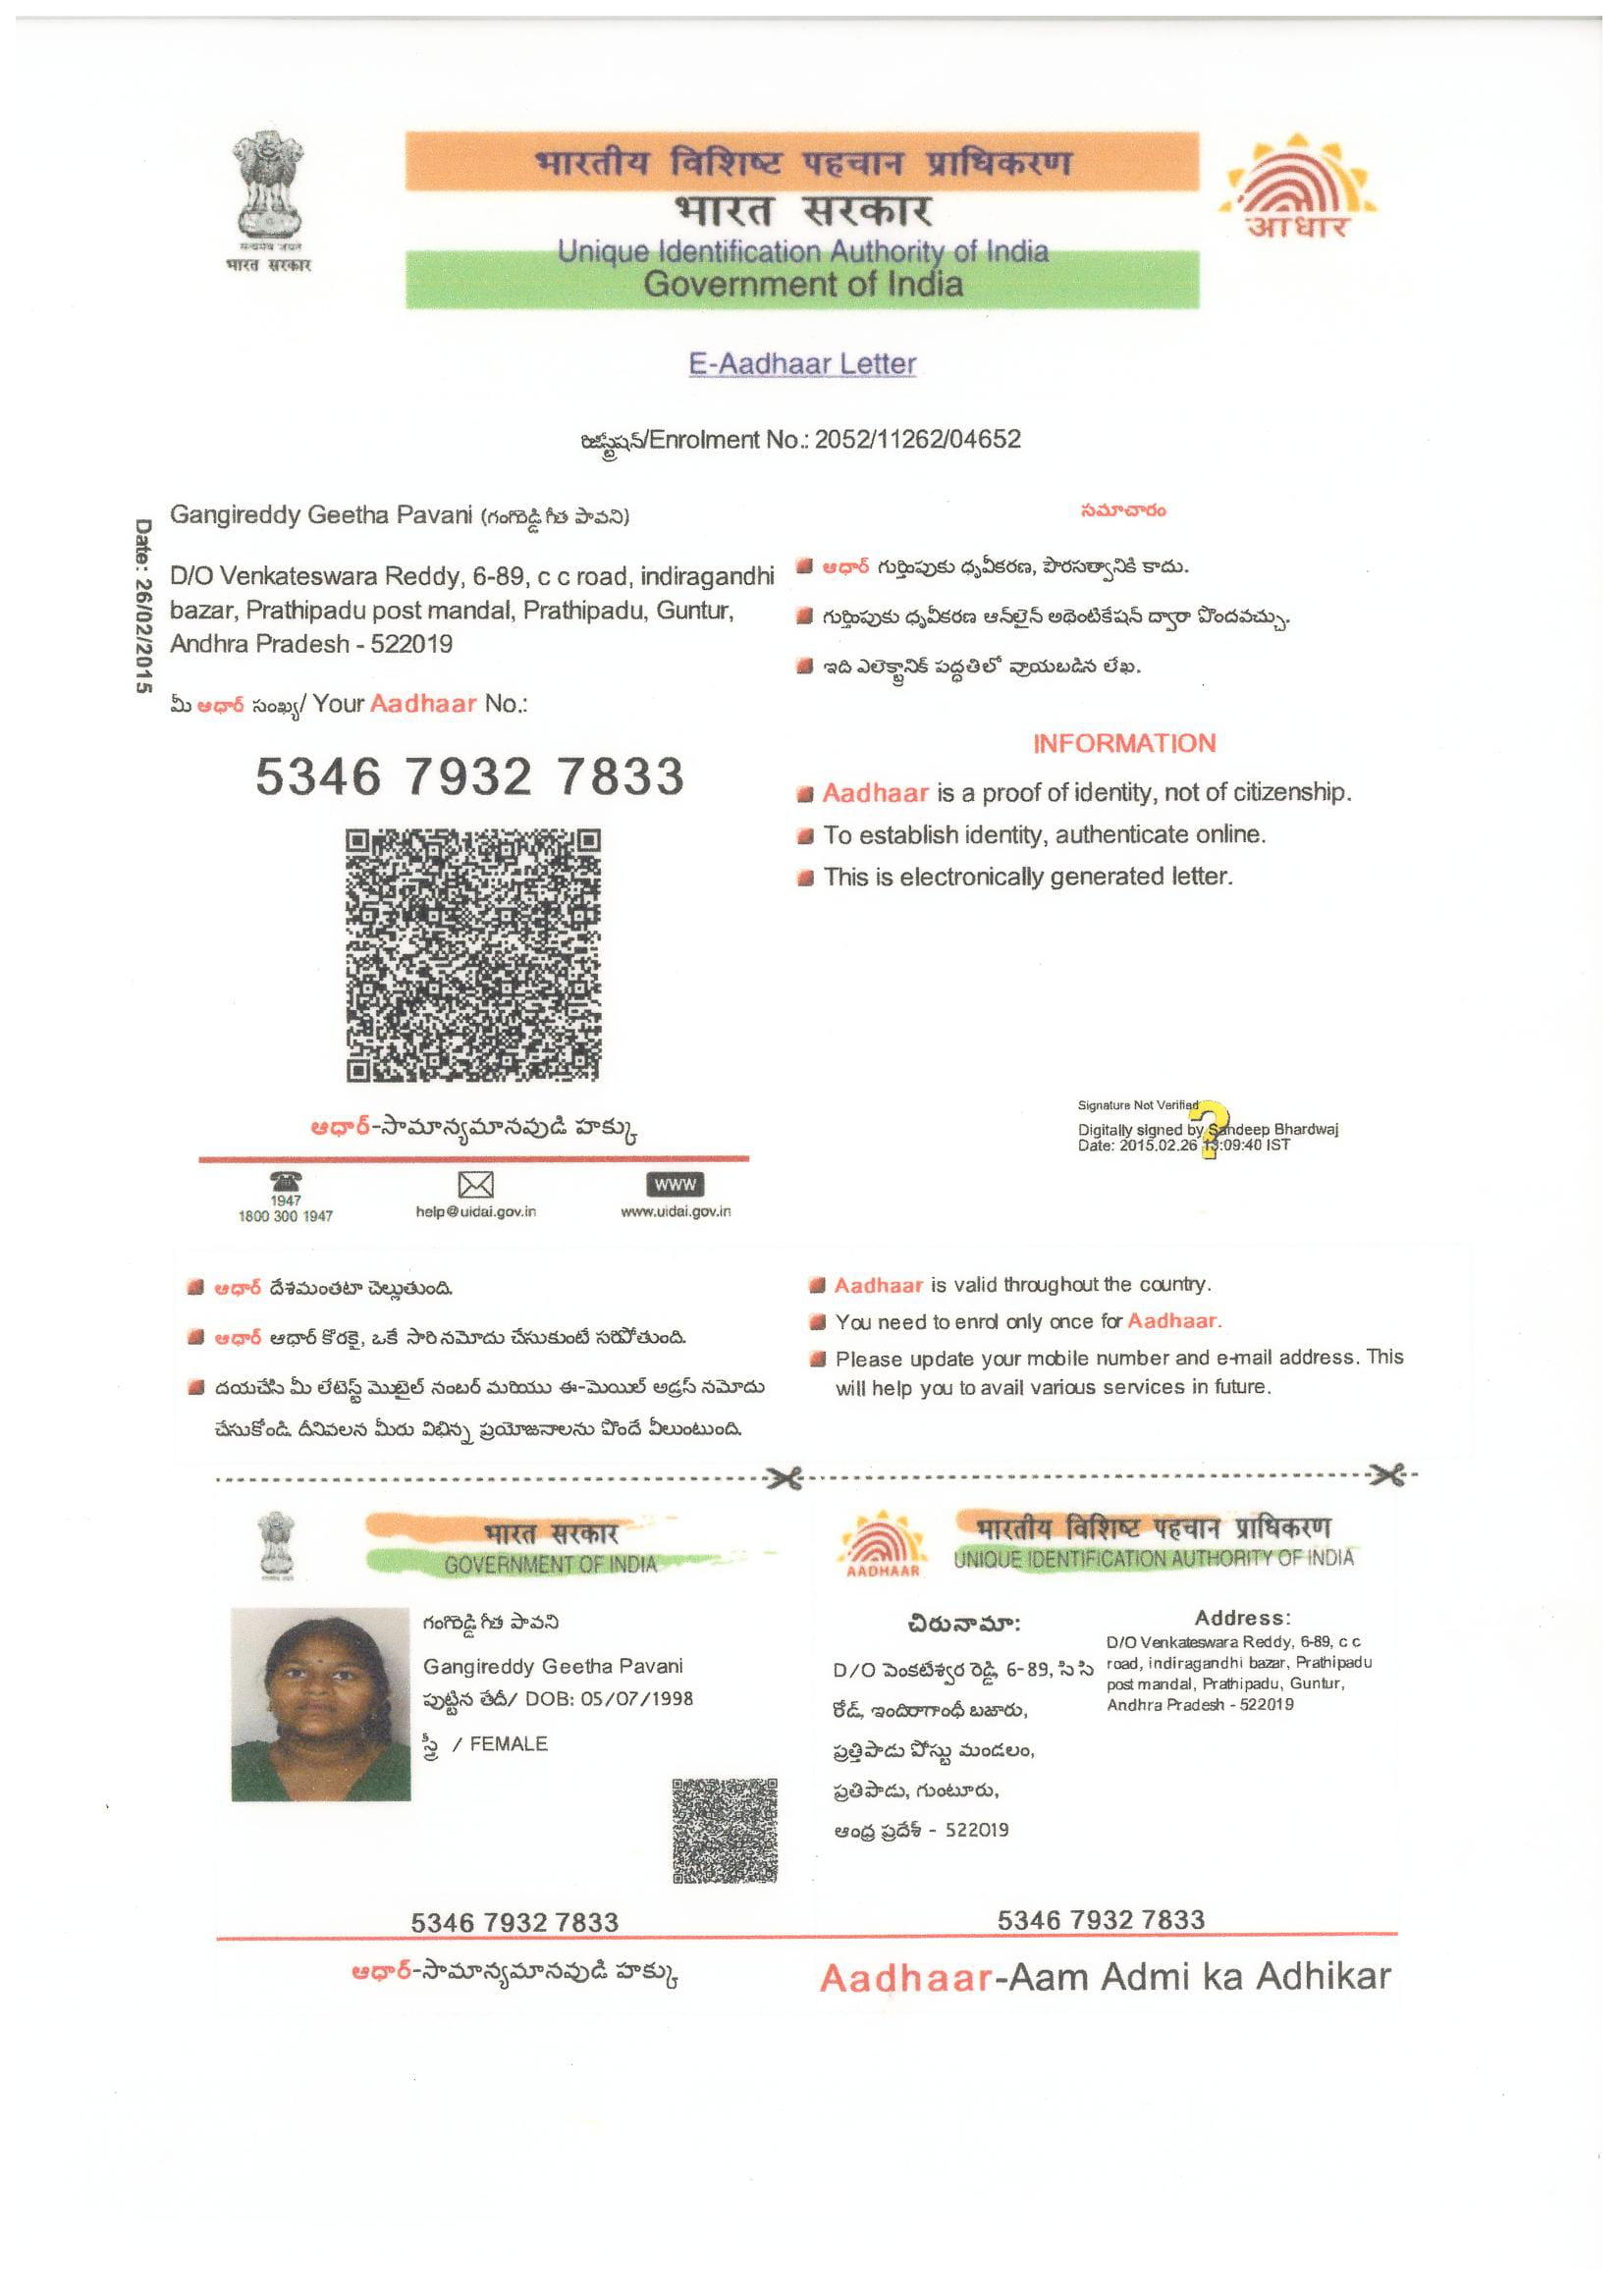 भारतीय विशिष्ट पहचान प्राधिकरण
भारत सरकार
Unique Identification Authority of India
Government of India
सत्यमेव जयते
भारत सरकार
आधार
E-Aadhaar Letter
రిజిస్ట్రేషన్/Enrolment No.: 2052/11262/04652
Date: 26/02/2015
Gangireddy Geetha Pavani (గంగిరెడ్డి గీత పావని)
D/O Venkateswara Reddy, 6-89, c c road, indiragandhi
bazar, Prathipadu post mandal, Prathipadu, Guntur,
Andhra Pradesh - 522019
మీ ఆధార్ సంఖ్య/ Your Aadhaar No.:
5346 7932 7833
ఆధార్-సామాన్యమానవుడి హక్కు
1947
1800 300 1947
help@uidai.gov.in
WWW
www.uidai.gov.in
సమాచారం
ఆధార్ గుర్తింపుకు ధృవీకరణ, పౌరసత్వానికి కాదు.
గుర్తింపుకు ధృవీకరణ ఆన్‌లైన్ అథెంటికేషన్ ద్వారా పొందవచ్చు.
ఇది ఎలెక్ట్రానిక్ పద్ధతిలో వ్రాయబడిన లేఖ.
INFORMATION
Aadhaar is a proof of identity, not of citizenship.
To establish identity, authenticate online.
This is electronically generated letter.
Signature Not Verified
Digitally signed by Sandeep Bhardwaj
Date: 2015.02.26 13:09:40 IST
ఆధార్ దేశమంతటా చెల్లుతుంది.
ఆధార్ ఆధార్ కొరకై, ఒకే సారి నమోదు చేసుకుంటే సరిపోతుంది.
దయచేసి మీ లేటెస్ట్ మొబైల్ నంబర్ మరియు ఈ-మెయిల్ అడ్రస్ నమోదు
చేసుకోండి. దీనివలన మీరు విభిన్న ప్రయోజనాలను పొందే వీలుంటుంది.
Aadhaar is valid throughout the country.
You need to enrol only once for Aadhaar.
Please update your mobile number and e-mail address. This
will help you to avail various services in future.
भारत सरकार
GOVERNMENT OF INDIA
గంగిరెడ్డి గీత పావని
Gangireddy Geetha Pavani
పుట్టిన తేదీ/ DOB: 05/07/1998
స్త్రీ / FEMALE
5346 7932 7833
ఆధార్-సామాన్యమానవుడి హక్కు
AADHAAR
भारतीय विशिष्ट पहचान प्राधिकरण
UNIQUE IDENTIFICATION AUTHORITY OF INDIA
చిరునామా:
D/O వెంకటేశ్వర రెడ్డి, 6-89, సి సి
రోడ్, ఇందిరాగాంధీ బజారు,
ప్రత్తిపాడు పోస్టు మండలం,
ప్రతిపాడు, గుంటూరు,
ఆంధ్ర ప్రదేశ్ - 522019
Address:
D/O Venkateswara Reddy, 6-89, c c
road, indiragandhi bazar, Prathipadu
post mandal, Prathipadu, Guntur,
Andhra Pradesh - 522019
5346 7932 7833
Aadhaar-Aam Admi ka Adhikar